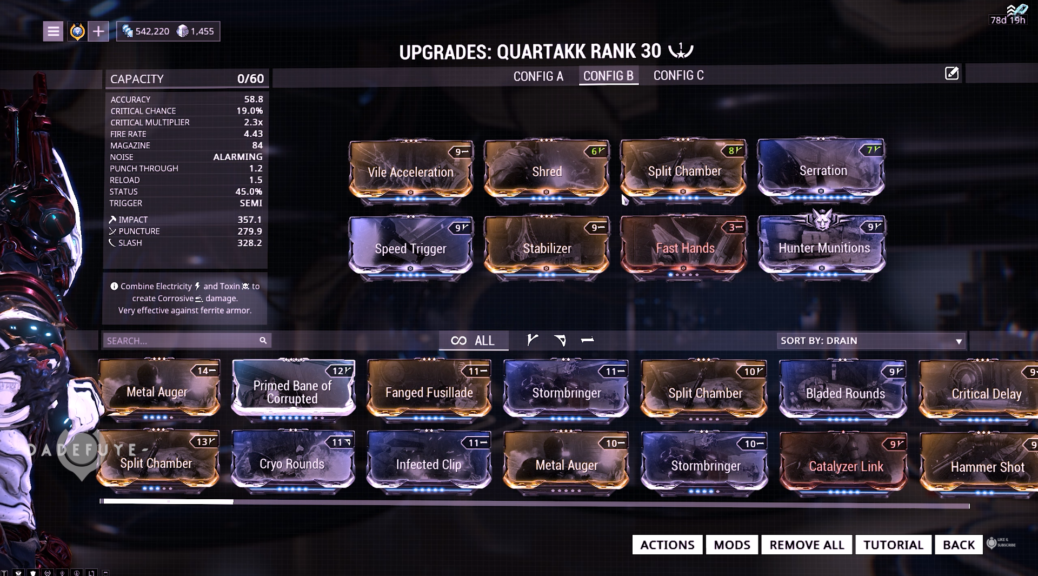 78d 19h
542,220 1,455
UPGRADES: QUARTAKK RANK 30
CAPACITY 0/60
CONFIG A CONFIG B CONFIG C
ACCURACY 58.8
CRITICAL CHANCE 19.0%
CRITICAL MULTIPLIER 2.3x
FIRE RATE 4.43
MAGAZINE 84
NOISE ALARMING
PUNCH THROUGH 1.2
RELOAD 1.5
STATUS 45.0%
TRIGGER SEMI
IMPACT 357.1
PUNCTURE 279.9
SLASH 328.2
9 6 8 7
Vile Acceleration Shred Split Chamber Serration
9 9 3 9
Speed Trigger Stabilizer Fast Hands Hunter Munitions
Combine Electricity and Toxin to
create Corrosive damage.
Very effective against ferrite armor.
SEARCH... ALL SORT BY: DRAIN
14 12 11 11 10 9 9
Metal Auger Primed Bane of Corrupted Fanged Fusillade Stormbringer Split Chamber Bladed Rounds Critical Delay
13 11 11 10 10 9 9
Split Chamber Cryo Rounds Infected Clip Metal Auger Stormbringer Catalyzer Link Hammer Shot
DADEFUYE
ACTIONS MODS REMOVE ALL TUTORIAL BACK